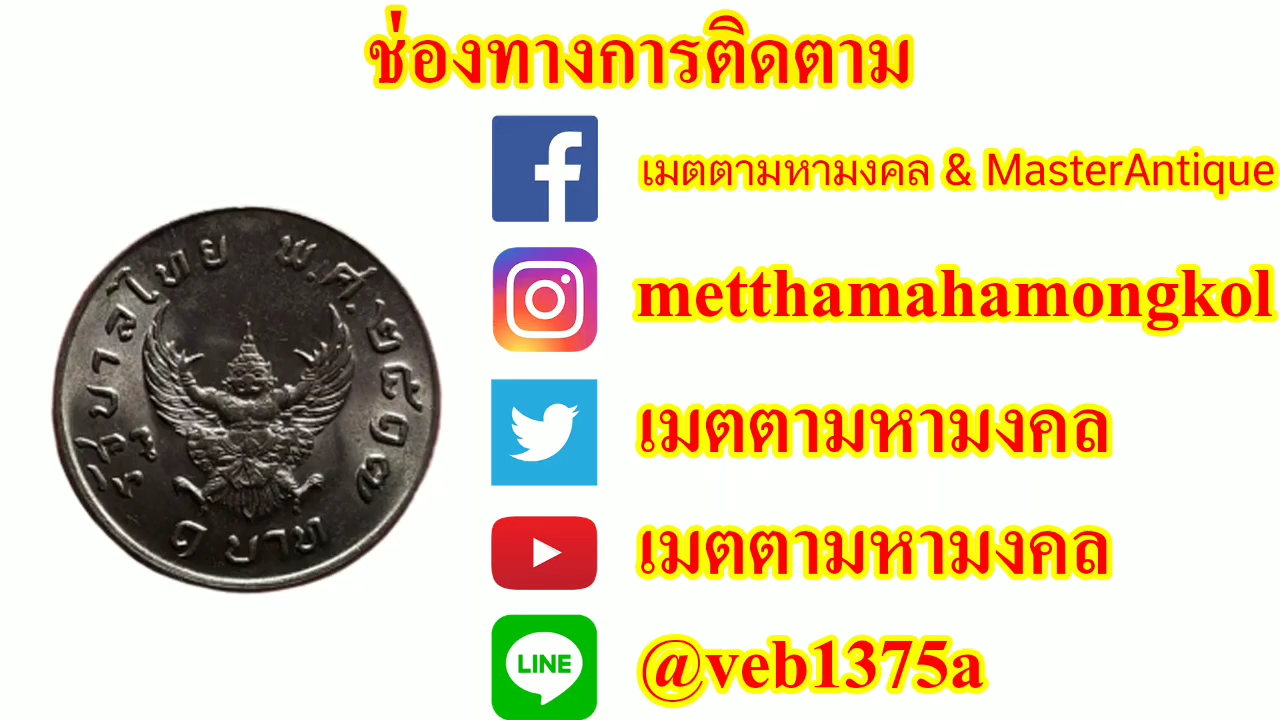 ช่องทางการติดตาม
เมตตามหามงคล & MasterAntique
metthamahamongkol
เมตตามหามงคล
เมตตามหามงคล
LINE
@veb1375a
รัฐบาลไทย พ.ศ. ๒๕๑๗
๑ บาท